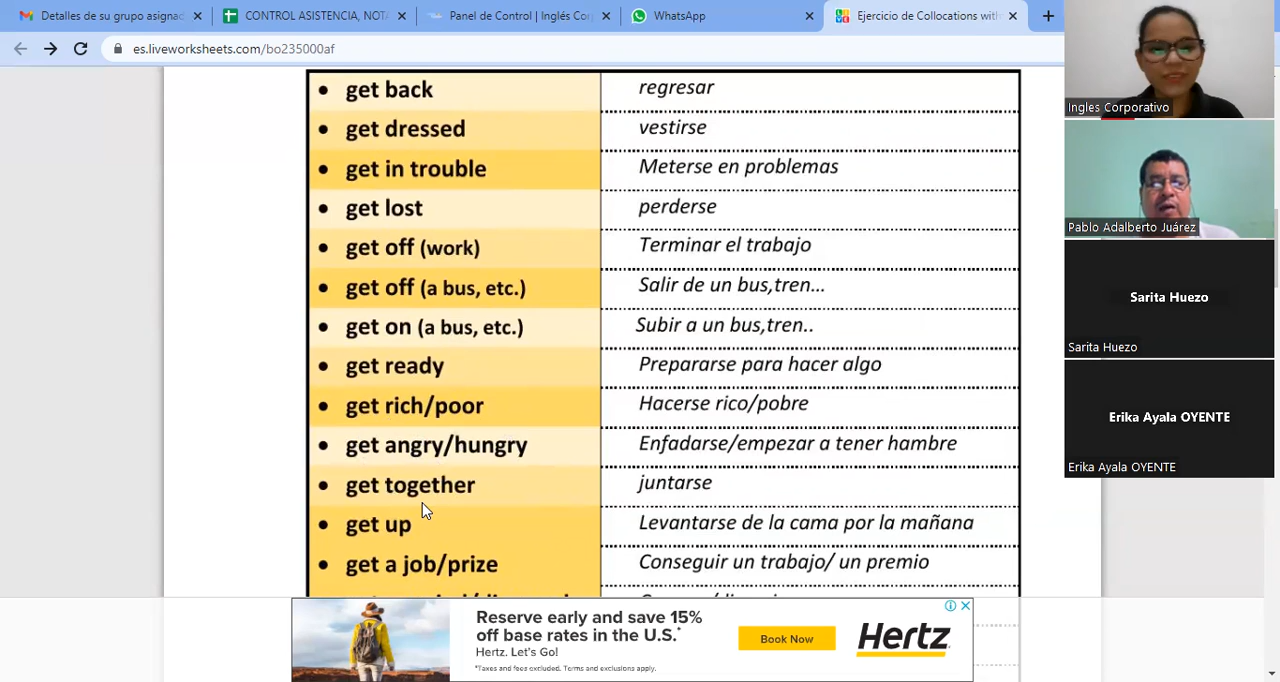 Detalles de su grupo asignad
CONTROL ASISTENCIA, NOTA
Panel de Control | Inglés Corp
WhatsApp
Ejercicio de Collocations with
es.liveworksheets.com/bo235000af
• get back regresar
• get dressed vestirse
• get in trouble Meterse en problemas
• get lost perderse
• get off (work) Terminar el trabajo
• get off (a bus, etc.) Salir de un bus,tren...
• get on (a bus, etc.) Subir a un bus,tren..
• get ready Prepararse para hacer algo
• get rich/poor Hacerse rico/pobre
• get angry/hungry Enfadarse/empezar a tener hambre
• get together juntarse
• get up Levantarse de la cama por la mañana
• get a job/prize Conseguir un trabajo/ un premio
Reserve early and save 15%
off base rates in the U.S.*
Hertz. Let's Go!
*Taxes and fees excluded. Terms and exclusions apply.
Book Now
Hertz
Ingles Corporativo
Pablo Adalberto Juárez
Sarita Huezo
Sarita Huezo
Erika Ayala OYENTE
Erika Ayala OYENTE